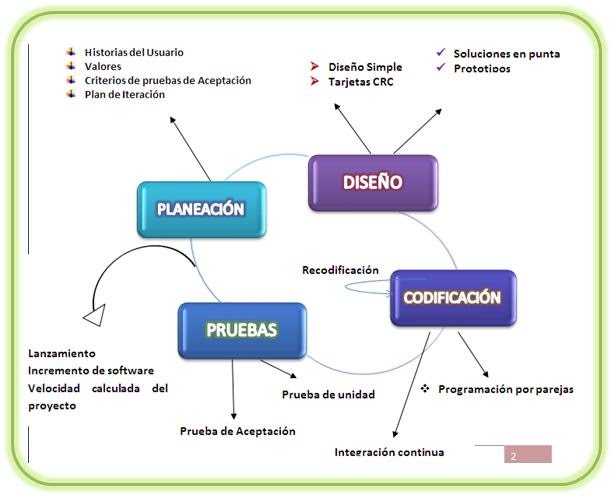 Historias del Usuario
Valores
Criterios de pruebas de Aceptación
Plan de Iteración
Diseño Simple
Tarjetas CRC
Soluciones en punta
Prototipos
DISEÑO
PLANEACIÓN
Recodificación
CODIFICACIÓN
PRUEBAS
Lanzamiento
Incremento de software
Velocidad calculada del
proyecto
Prueba de unidad
Programación por parejas
Prueba de Aceptación
Integración continua
2